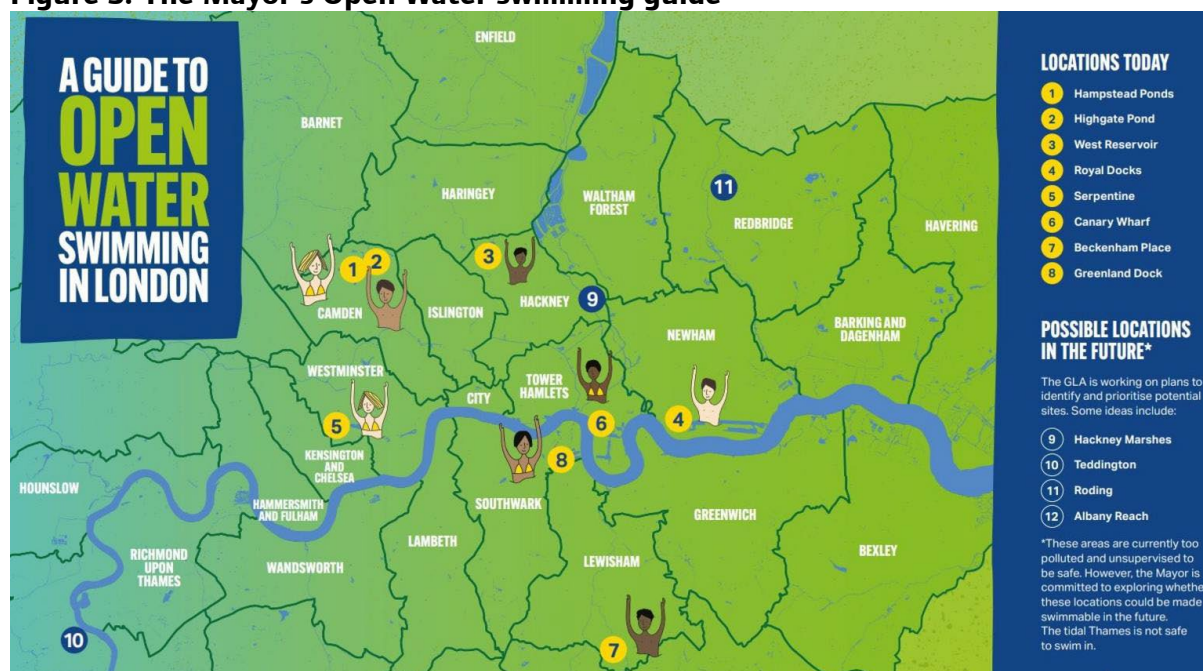 Figure The Mayor's Open Water swimming guide
A GUIDE TO
OPEN
WATER
SWIMMING
IN LONDON
ENFIELD
BARNET
HARINGEY
WALTHAM
FOREST
11
REDBRIDGE
HAVERING
1
2
3
CAMDEN
ISLINGTON
HACKNEY
9
NEWHAM
BARKING AND
DAGENHAM
WESTMINSTER
TOWER
HAMLETS
CITY
5
6
4
KENSINGTON
AND
CHELSEA
8
HOUNSLOW
HAMMERSMITH
AND FULHAM
SOUTHWARK
GREENWICH
LAMBETH
RICHMOND
UPON
THAMES
WANDSWORTH
LEWISHAM
BEXLEY
10
7
LOCATIONS TODAY
1 Hampstead Ponds
2 Highgate Pond
3 West Reservoir
4 Royal Docks
5 Serpentine
6 Canary Wharf
7 Beckenham Place
8 Greenland Dock
POSSIBLE LOCATIONS
IN THE FUTURE*
The GLA is working on plans to
identify and prioritise potential
sites. Some ideas include:
9 Hackney Marshes
10 Teddington
11 Roding
12 Albany Reach
*These areas are currently too
polluted and unsupervised to
be safe. However, the Mayor is
committed to exploring whethe
these locations could be made
swimmable in the future.
The tidal Thames is not safe
to swim in.